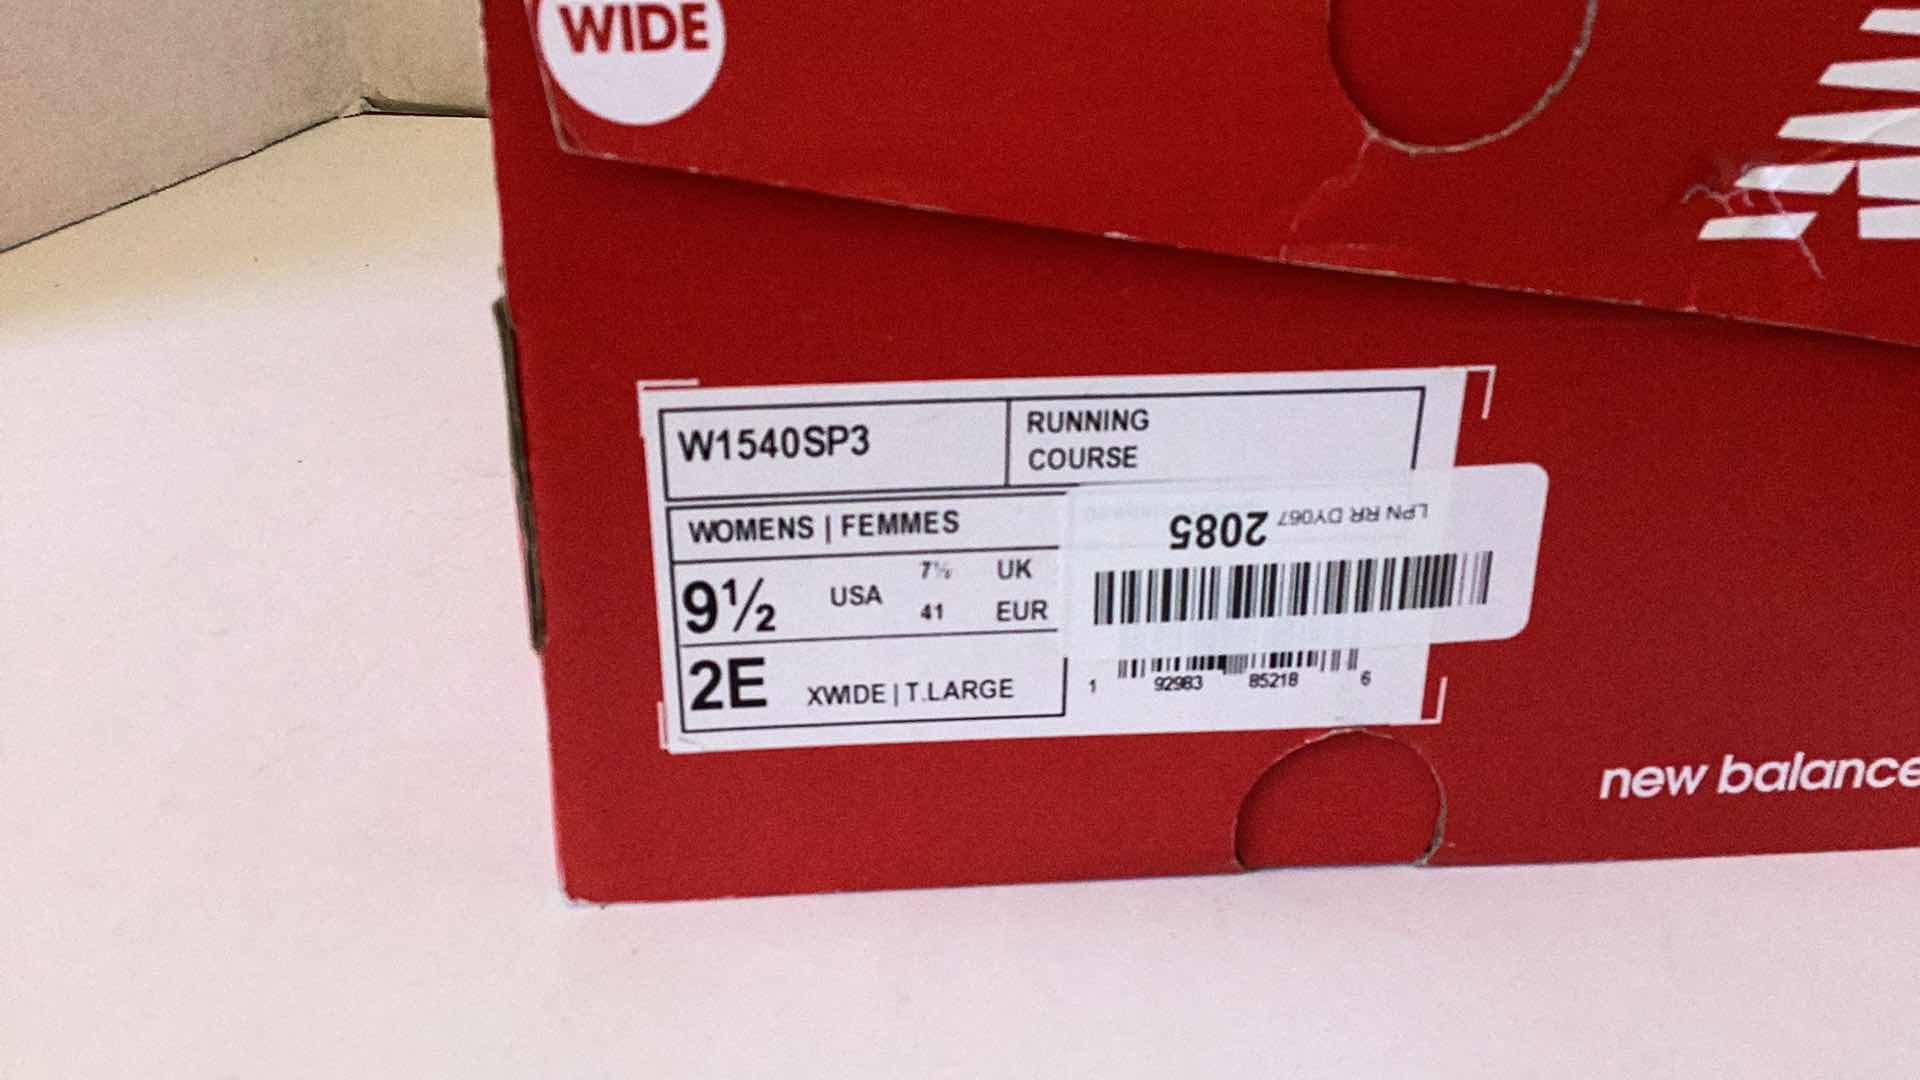 WIDE
W1540SP3
RUNNING
COURSE
WOMENS | FEMMES
9½ USA 7½ UK
41 EUR
2E XWIDE | T.LARGE
LPN RR DY067 2085
1 92983 85218 6
new balance